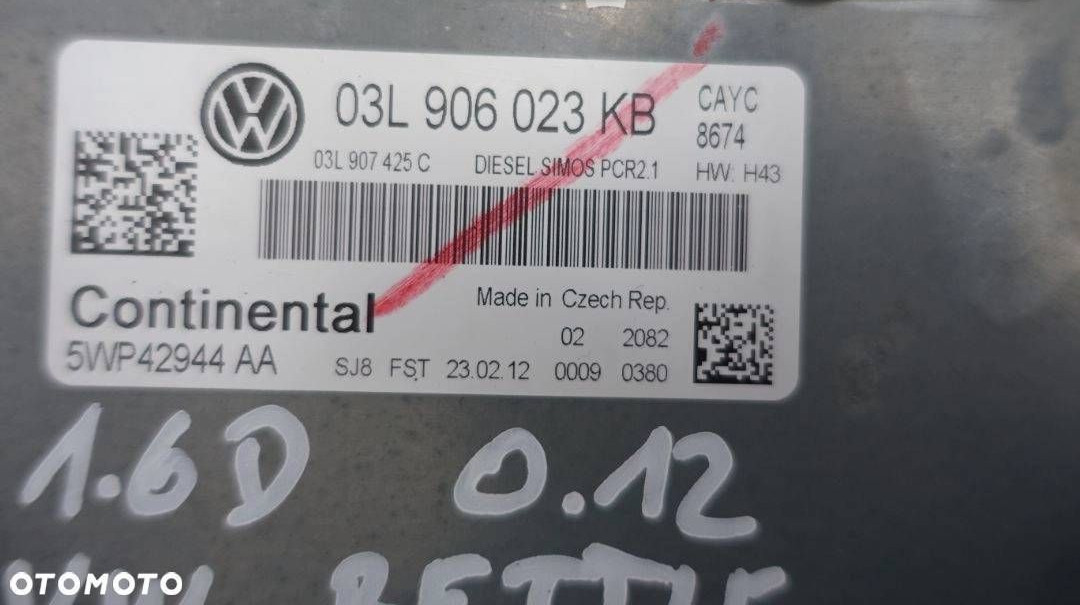 03L 906 023 KB
CAYC
8674
03L 907 425 C DIESEL SIMOS PCR2.1 HW: H43
Continental
Made in Czech Rep.
02 2082
5WP42944 AA
SJ8 FST 23.02.12 0009 0380
1.6D 0.12
OTOMOTO